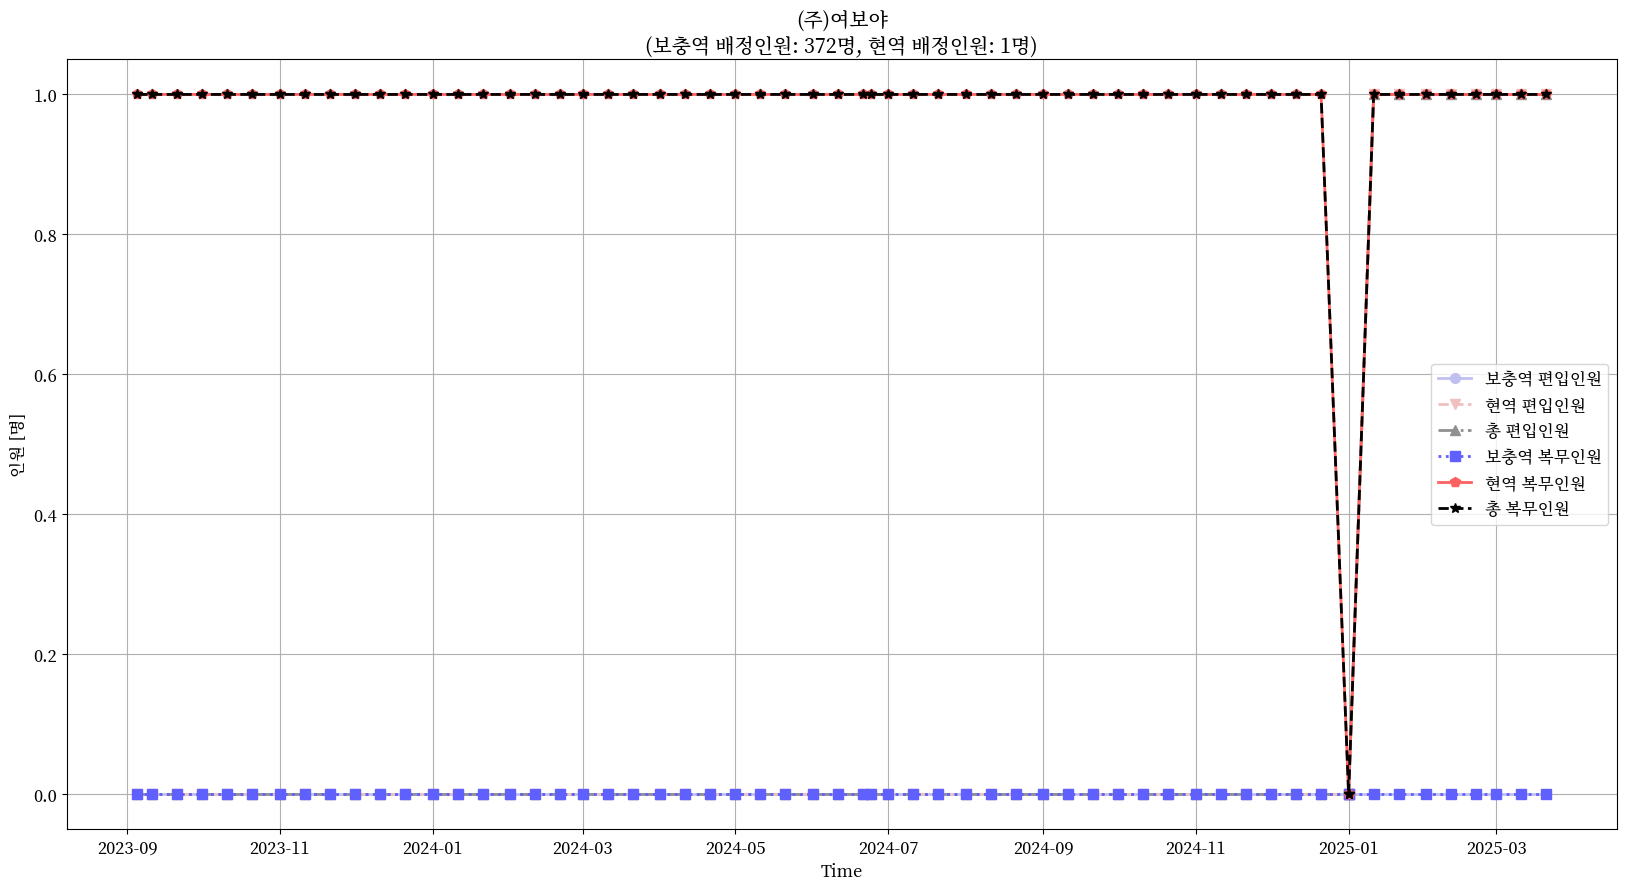 (주)여보야
(보충역 배정인원: 372명, 현역 배정인원: 1명)
1.0
0.8
0.6
0.4
0.2
0.0
인원 [명]
보충역 편입인원
현역 편입인원
총 편입인원
보충역 복무인원
현역 복무인원
총 복무인원
2023-09
2023-11
2024-01
2024-03
2024-05
2024-07
2024-09
2024-11
2025-01
2025-03
Time